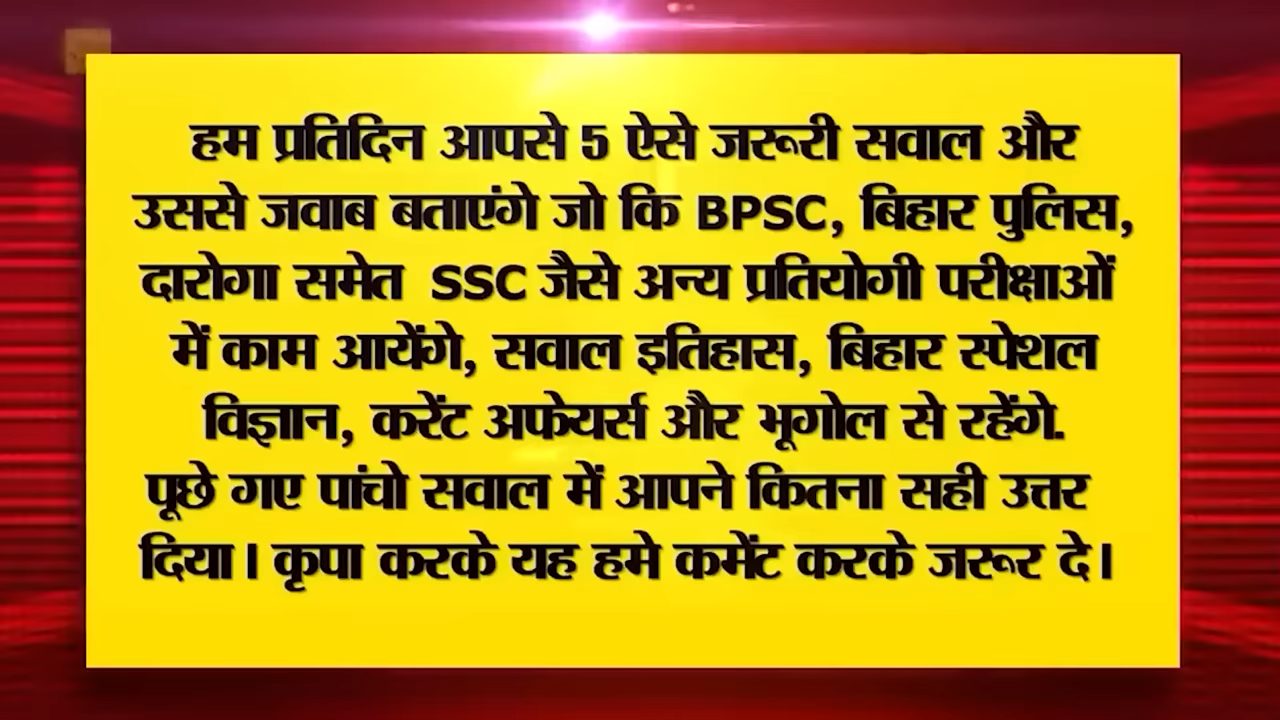 हम प्रतिदिन आपसे 5 ऐसे जरूरी सवाल और
उससे जवाब बताएंगे जो कि BPSC, बिहार पुलिस,
दारोगा समेत SSC जैसे अन्य प्रतियोगी परीक्षाओं
में काम आयेंगे, सवाल इतिहास, बिहार स्पेशल
विज्ञान, करेंट अफेयर्स और भूगोल से रहेंगे.
पूछे गए पांचो सवाल में आपने कितना सही उत्तर
दिया। कृपा करके यह हमे कमेंट करके जरूर दे।